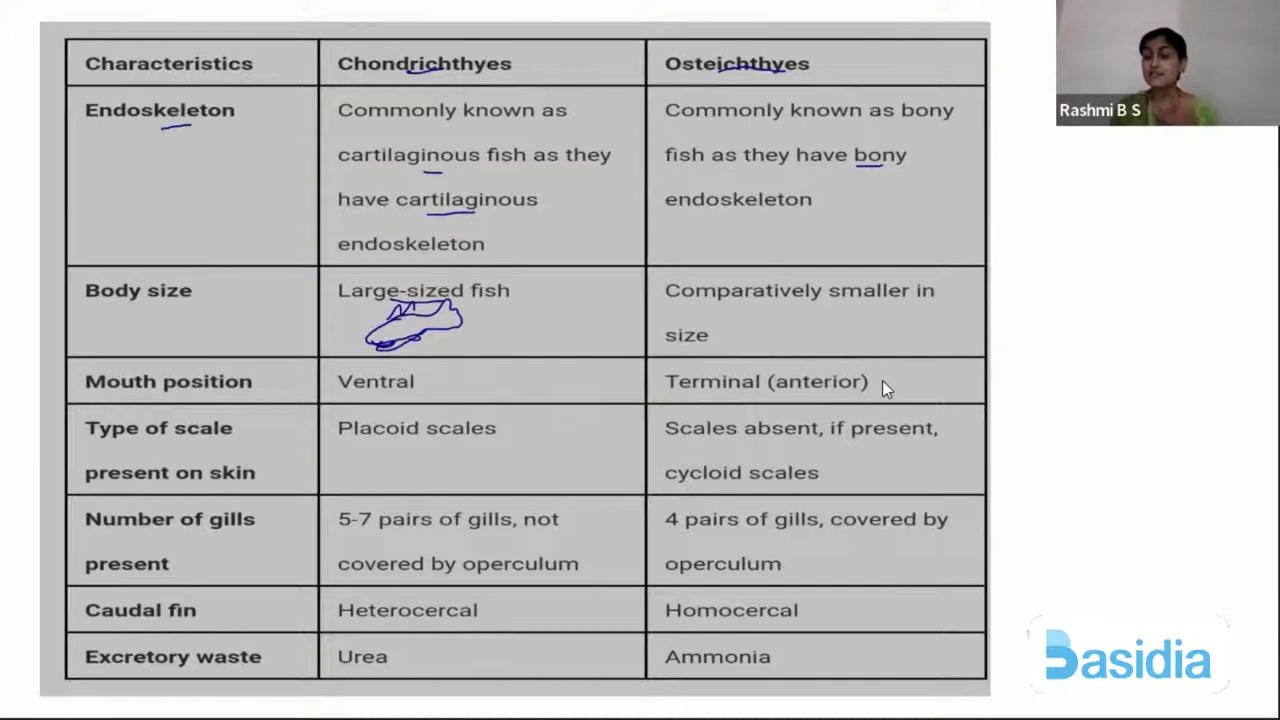 Rashmi B S
Characteristics
Chondrichthyes
Osteichthyes
Endoskeleton
Commonly known as
cartilaginous fish as they
have cartilaginous
endoskeleton
Commonly known as bony
fish as they have bony
endoskeleton
Body size
Large-sized fish
Comparatively smaller in
size
Mouth position
Ventral
Terminal (anterior)
Type of scale
present on skin
Placoid scales
Scales absent, if present,
cycloid scales
Number of gills
present
5-7 pairs of gills, not
covered by operculum
4 pairs of gills, covered by
operculum
Caudal fin
Heterocercal
Homocercal
Excretory waste
Urea
Ammonia
Basidia